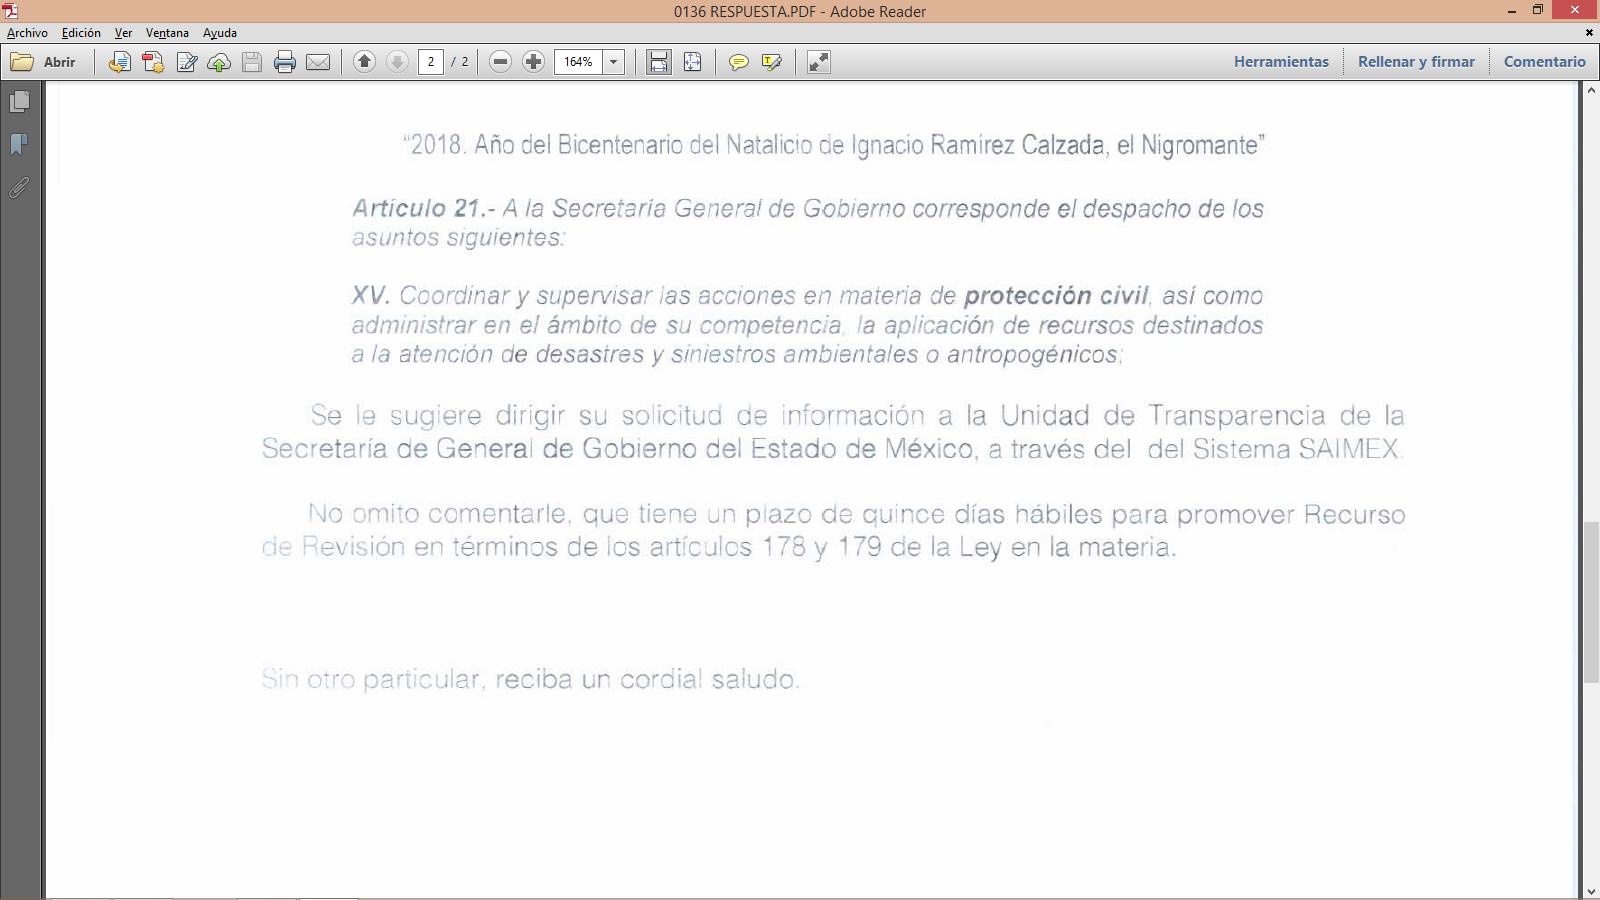 0136 RESPUESTA.PDF - Adobe Reader
Archivo Edición Ver Ventana Ayuda
Abrir 2 / 2 164% Herramientas Rellenar y firmar Comentario
“2018. Año del Bicentenario del Natalicio de Ignacio Ramírez Calzada, el Nigromante”
Artículo 21.- A la Secretaría General de Gobierno corresponde el despacho de los
asuntos siguientes:
XV. Coordinar y supervisar las acciones en materia de protección civil, así como
administrar en el ámbito de su competencia, la aplicación de recursos destinados
a la atención de desastres y siniestros ambientales o antropogénicos;
Se le sugiere dirigir su solicitud de información a la Unidad de Transparencia de la
Secretaría de General de Gobierno del Estado de México, a través del del Sistema SAIMEX.
No omito comentarle, que tiene un plazo de quince días hábiles para promover Recurso
de Revisión en términos de los artículos 178 y 179 de la Ley en la materia.
Sin otro particular, reciba un cordial saludo.